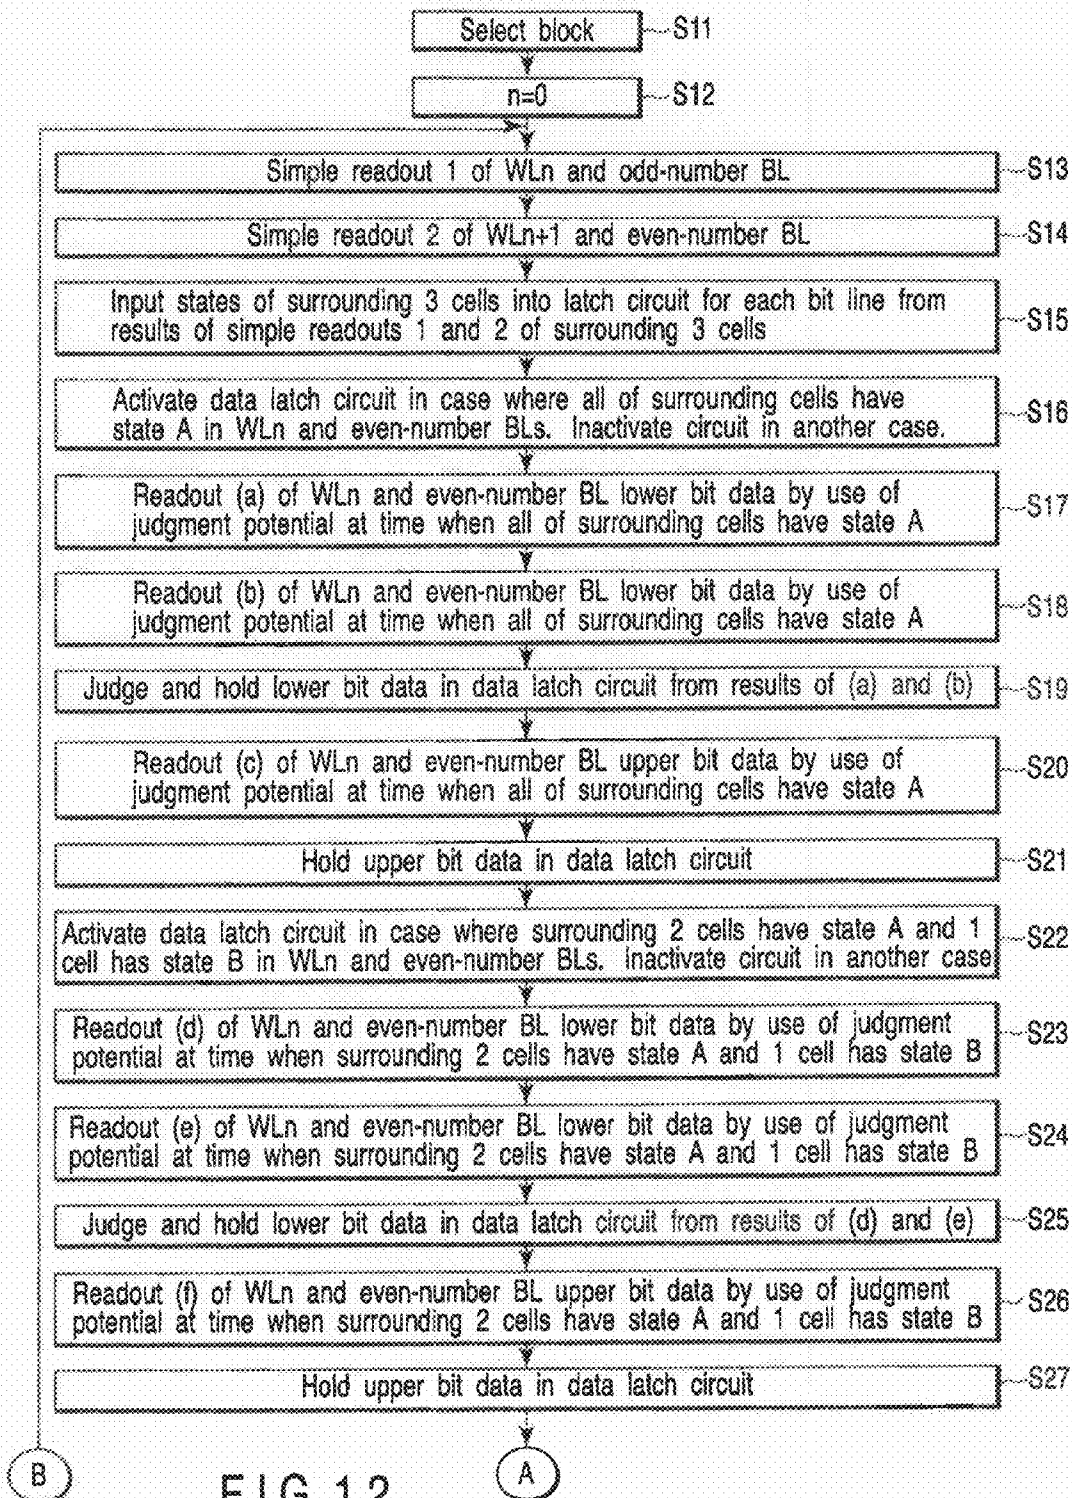 Select block
S11
n=0
S12
Simple readout 1 of WLn and odd-number BL
S13
Simple readout 2 of WLn+1 and even-number BL
S14
Input states of surrounding 3 cells into latch circuit for each bit line from
results of simple readouts 1 and 2 of surrounding 3 cells
S15
Activate data latch circuit in case where all of surrounding cells have
state A in WLn and even-number BLs. Inactivate circuit in another case.
S16
Readout (a) of WLn and even-number BL lower bit data by use of
judgment potential at time when all of surrounding cells have state A
S17
Readout (b) of WLn and even-number BL lower bit data by use of
judgment potential at time when all of surrounding cells have state A
S18
Judge and hold lower bit data in data latch circuit from results of (a) and (b)
S19
Readout (c) of WLn and even-number BL upper bit data by use of
judgment potential at time when all of surrounding cells have state A
S20
Hold upper bit data in data latch circuit
S21
Activate data latch circuit in case where surrounding 2 cells have state A and 1
cell has state B in WLn and even-number BLs. Inactivate circuit in another case
S22
Readout (d) of WLn and even-number BL lower bit data by use of judgment
potential at time when surrounding 2 cells have state A and 1 cell has state B
S23
Readout (e) of WLn and even-number BL lower bit data by use of judgment
potential at time when surrounding 2 cells have state A and 1 cell has state B
S24
Judge and hold lower bit data in data latch circuit from results of (d) and (e)
S25
Readout (f) of WLn and even-number BL upper bit data by use of judgment
potential at time when surrounding 2 cells have state A and 1 cell has state B
S26
Hold upper bit data in data latch circuit
S27
B
A
FIG.12